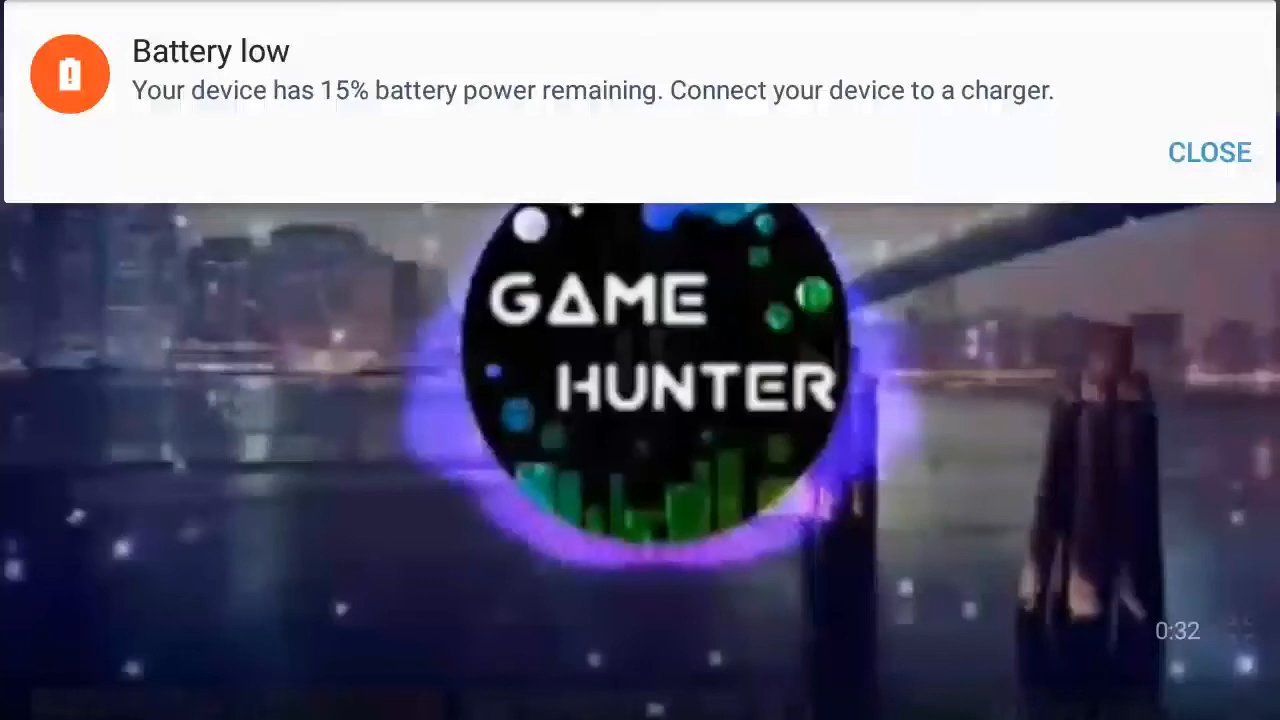 Battery low
Your device has 15% battery power remaining. Connect your device to a charger.
CLOSE
GAME
HUNTER
0:32